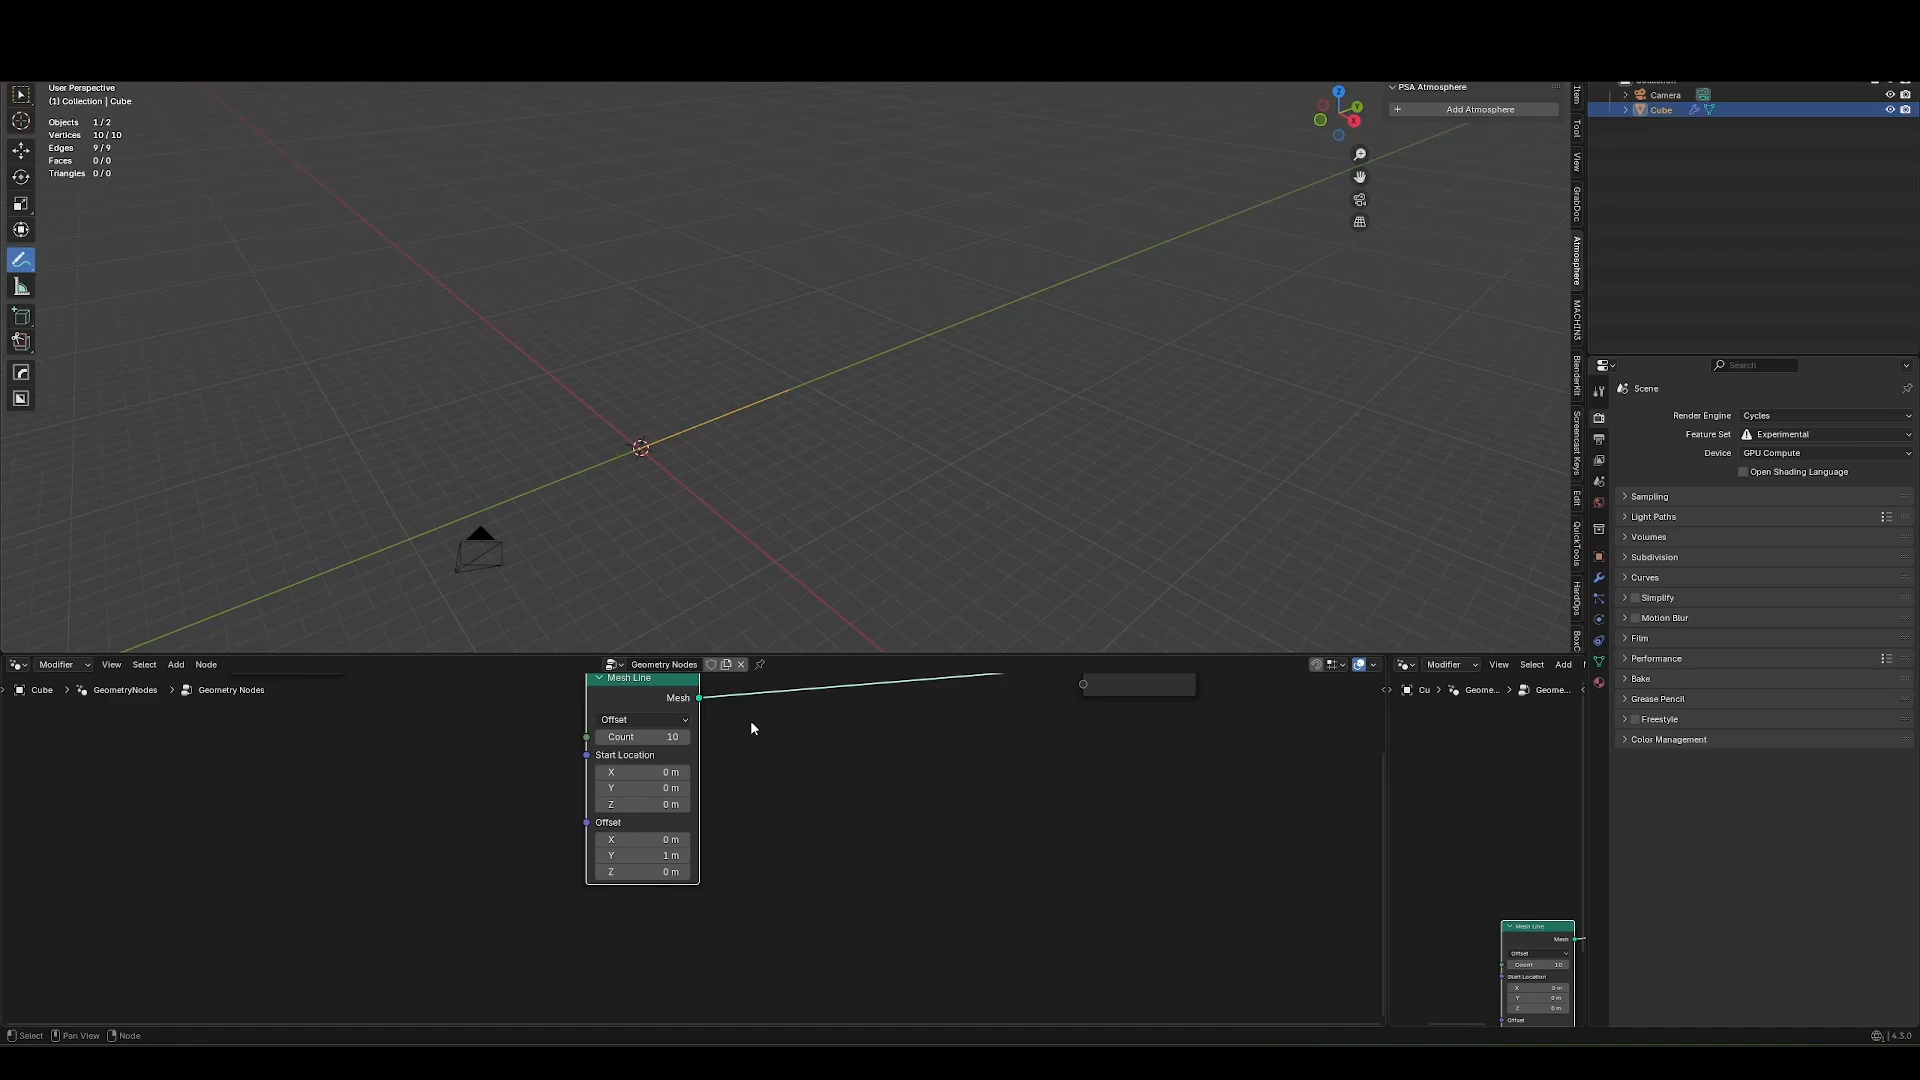 User Perspective
(1) Collection | Cube
Objects 1 / 2
Vertices 10 / 10
Edges 9 / 9
Faces 0 / 0
Triangles 0 / 0
Z
Y
X
PSA Atmosphere
+ Add Atmosphere
Item
Tool
View
GrabDoc
Atmosphere
MACHIN3
BlenderKit
Screencast Keys
Edit
QuickTools
HardOps
BoxC
Camera
Cube
Search
Scene
Render Engine Cycles
Feature Set Experimental
Device GPU Compute
Open Shading Language
Sampling
Light Paths
Volumes
Subdivision
Curves
Simplify
Motion Blur
Film
Performance
Bake
Grease Pencil
Freestyle
Color Management
Modifier View Select Add Node
Geometry Nodes
Cube > GeometryNodes > Geometry Nodes
Mesh Line
Mesh
Offset
Count 10
Start Location
X 0 m
Y 0 m
Z 0 m
Offset
X 0 m
Y 1 m
Z 0 m
Modifier View Select Add
Cu > Geome... > Geome...
Mesh Line
Mesh
Offset
Count 10
Start Location
X 0 m
Y 0 m
Z 0 m
Offset
Select Pan View Node
4.3.0